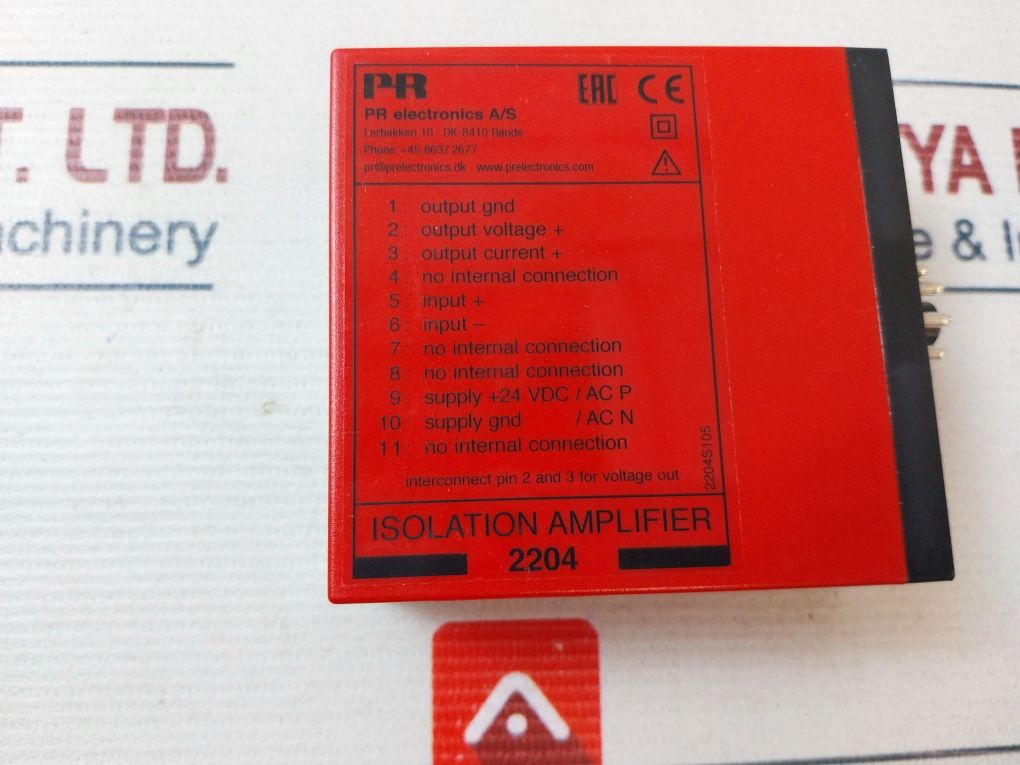 PR
EAC CE
PR electronics A/S
Lerbakken 10 DK-8410 Rønde
Phone +45 8637 2677
pr@prelectronics.dk www.prelectronics.com
1: output gnd
2: output voltage +
3: output current +
4: no internal connection
5: input +
6: input –
7: no internal connection
8: no internal connection
9: supply +24 VDC / AC P
10: supply gnd / AC N
11: no internal connection
interconnect pin 2 and 3 for voltage out
2204S105
ISOLATION AMPLIFIER
2204
T. LTD.
achinery
YA
e & I